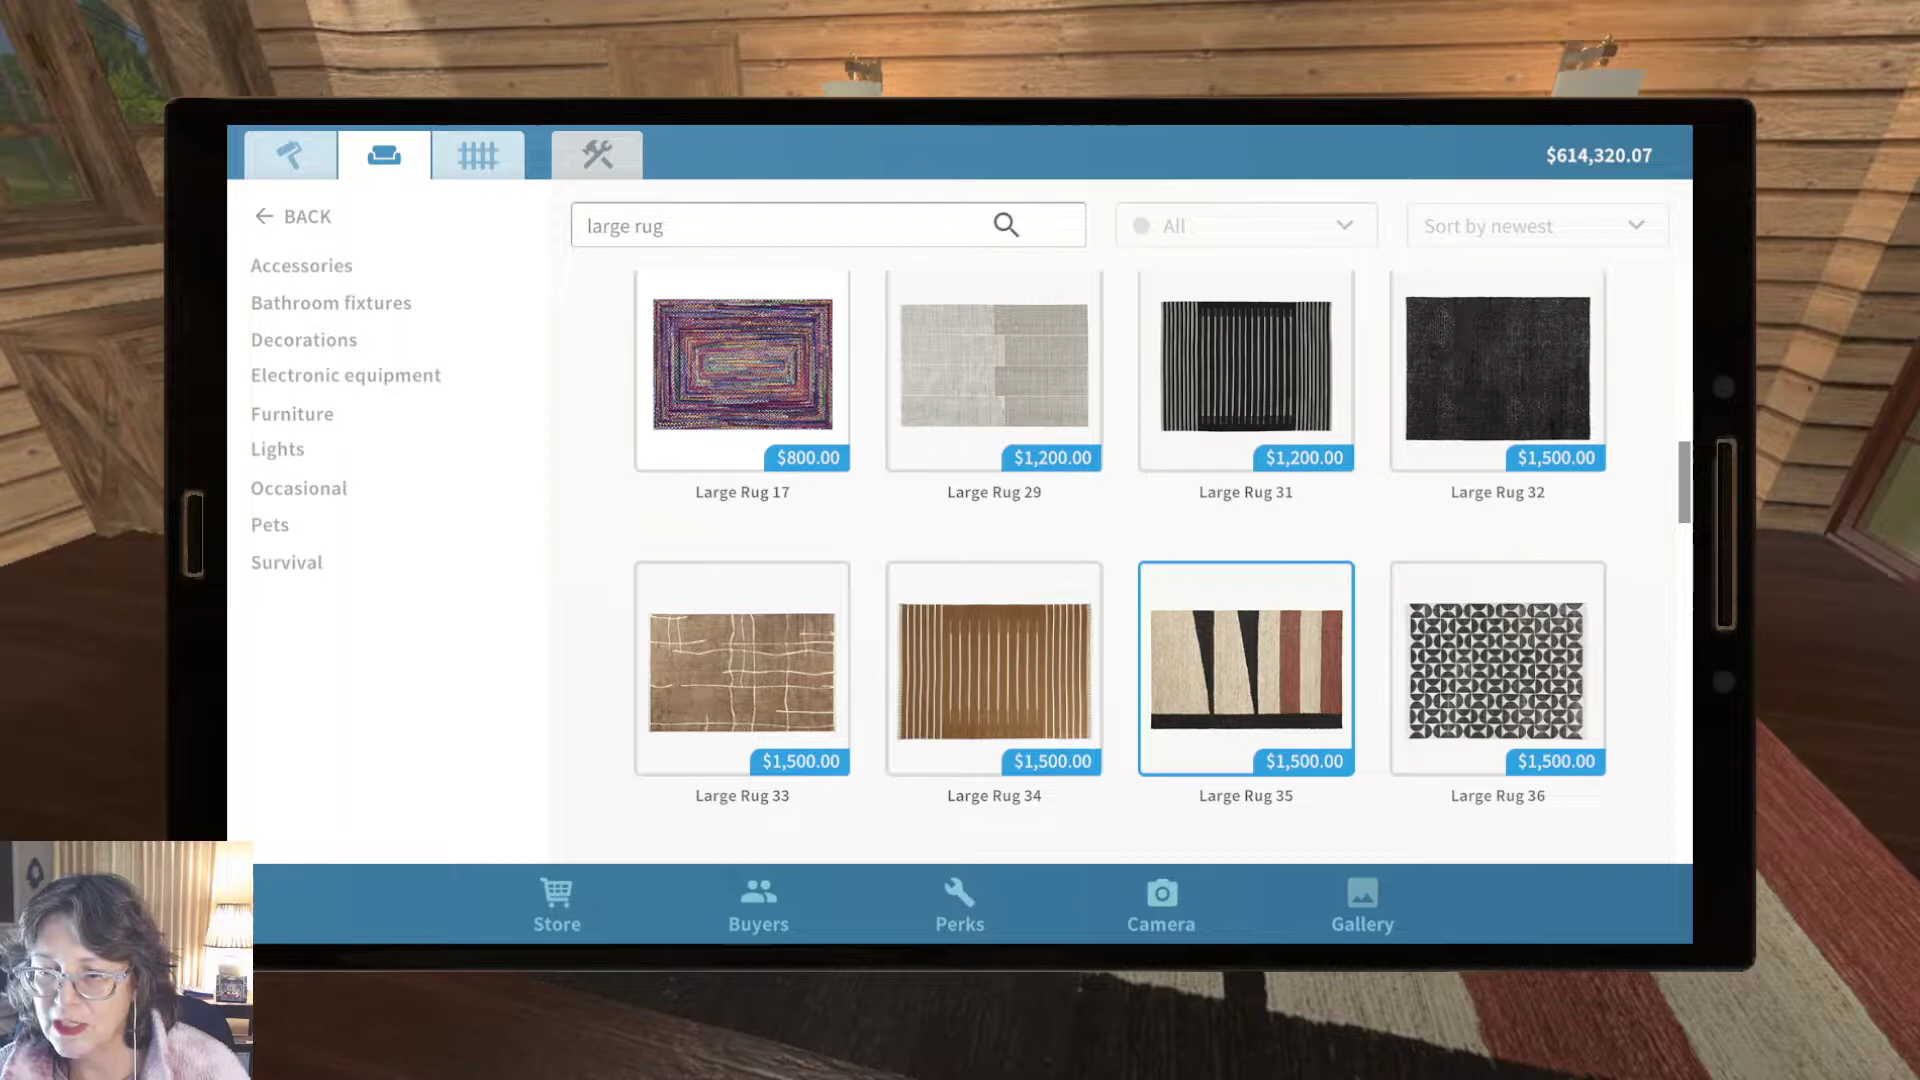 $614,320.07
BACK
large rug
All
Sort by newest
Accessories
Bathroom fixtures
Decorations
Electronic equipment
Furniture
Lights
Occasional
Pets
Survival
$800.00
$1,200.00
$1,200.00
$1,500.00
Large Rug 17
Large Rug 29
Large Rug 31
Large Rug 32
$1,500.00
$1,500.00
$1,500.00
$1,500.00
Large Rug 33
Large Rug 34
Large Rug 35
Large Rug 36
Store
Buyers
Perks
Camera
Gallery